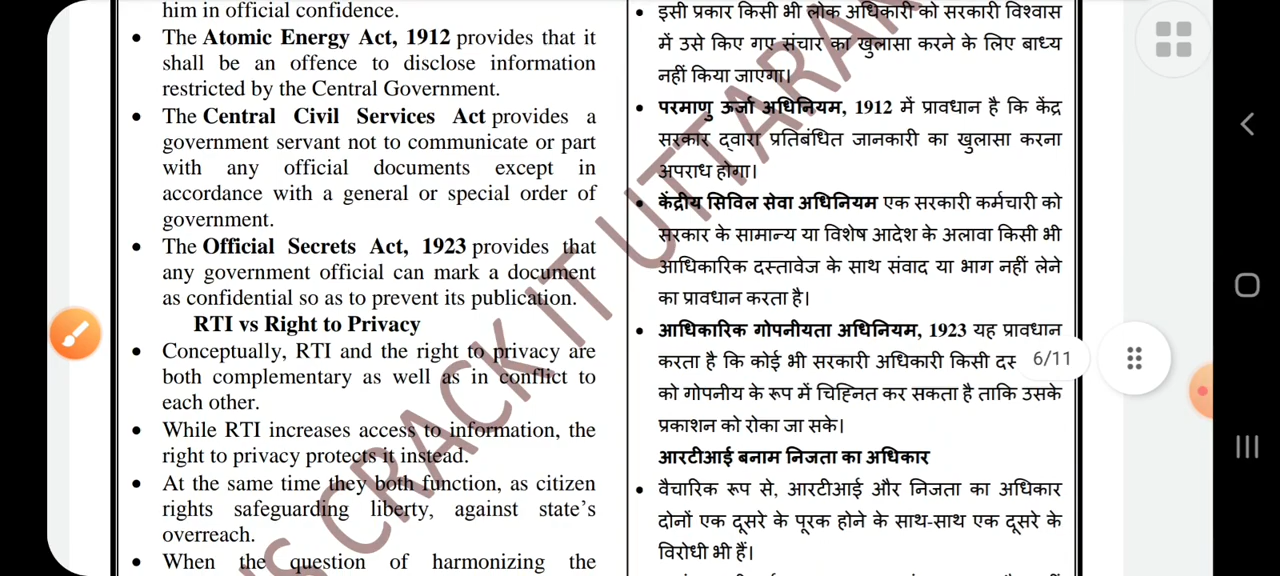 him in official confidence.
• The Atomic Energy Act, 1912 provides that it
shall be an offence to disclose information
restricted by the Central Government.
• The Central Civil Services Act provides a
government servant not to communicate or part
with any official documents except in
accordance with a general or special order of
government.
• The Official Secrets Act, 1923 provides that
any government official can mark a document
as confidential so as to prevent its publication.
RTI vs Right to Privacy
• Conceptually, RTI and the right to privacy are
both complementary as well as in conflict to
each other.
• While RTI increases access to information, the
right to privacy protects it instead.
• At the same time they both function, as citizen
rights safeguarding liberty, against state's
overreach.
• When the question of harmonizing the
• इसी प्रकार किसी भी लोक अधिकारी को सरकारी विश्वास
में उसे किए गए संचार का खुलासा करने के लिए बाध्य
नहीं किया जाएगा।
• परमाणु ऊर्जा अधिनियम, 1912 में प्रावधान है कि केंद्र
सरकार द्वारा प्रतिबंधित जानकारी का खुलासा करना
अपराध होगा।
• केंद्रीय सिविल सेवा अधिनियम एक सरकारी कर्मचारी को
सरकार के सामान्य या विशेष आदेश के अलावा किसी भी
आधिकारिक दस्तावेज के साथ संवाद या भाग नहीं लेने
का प्रावधान करता है।
• आधिकारिक गोपनीयता अधिनियम, 1923 यह प्रावधान
करता है कि कोई भी सरकारी अधिकारी किसी दस
को गोपनीय के रूप में चिह्नित कर सकता है ताकि उसके
प्रकाशन को रोका जा सके।
आरटीआई बनाम निजता का अधिकार
• वैचारिक रूप से, आरटीआई और निजता का अधिकार
दोनों एक दूसरे के पूरक होने के साथ-साथ एक दूसरे के
विरोधी भी हैं।
6/11
S CRACK IT UTTARAN